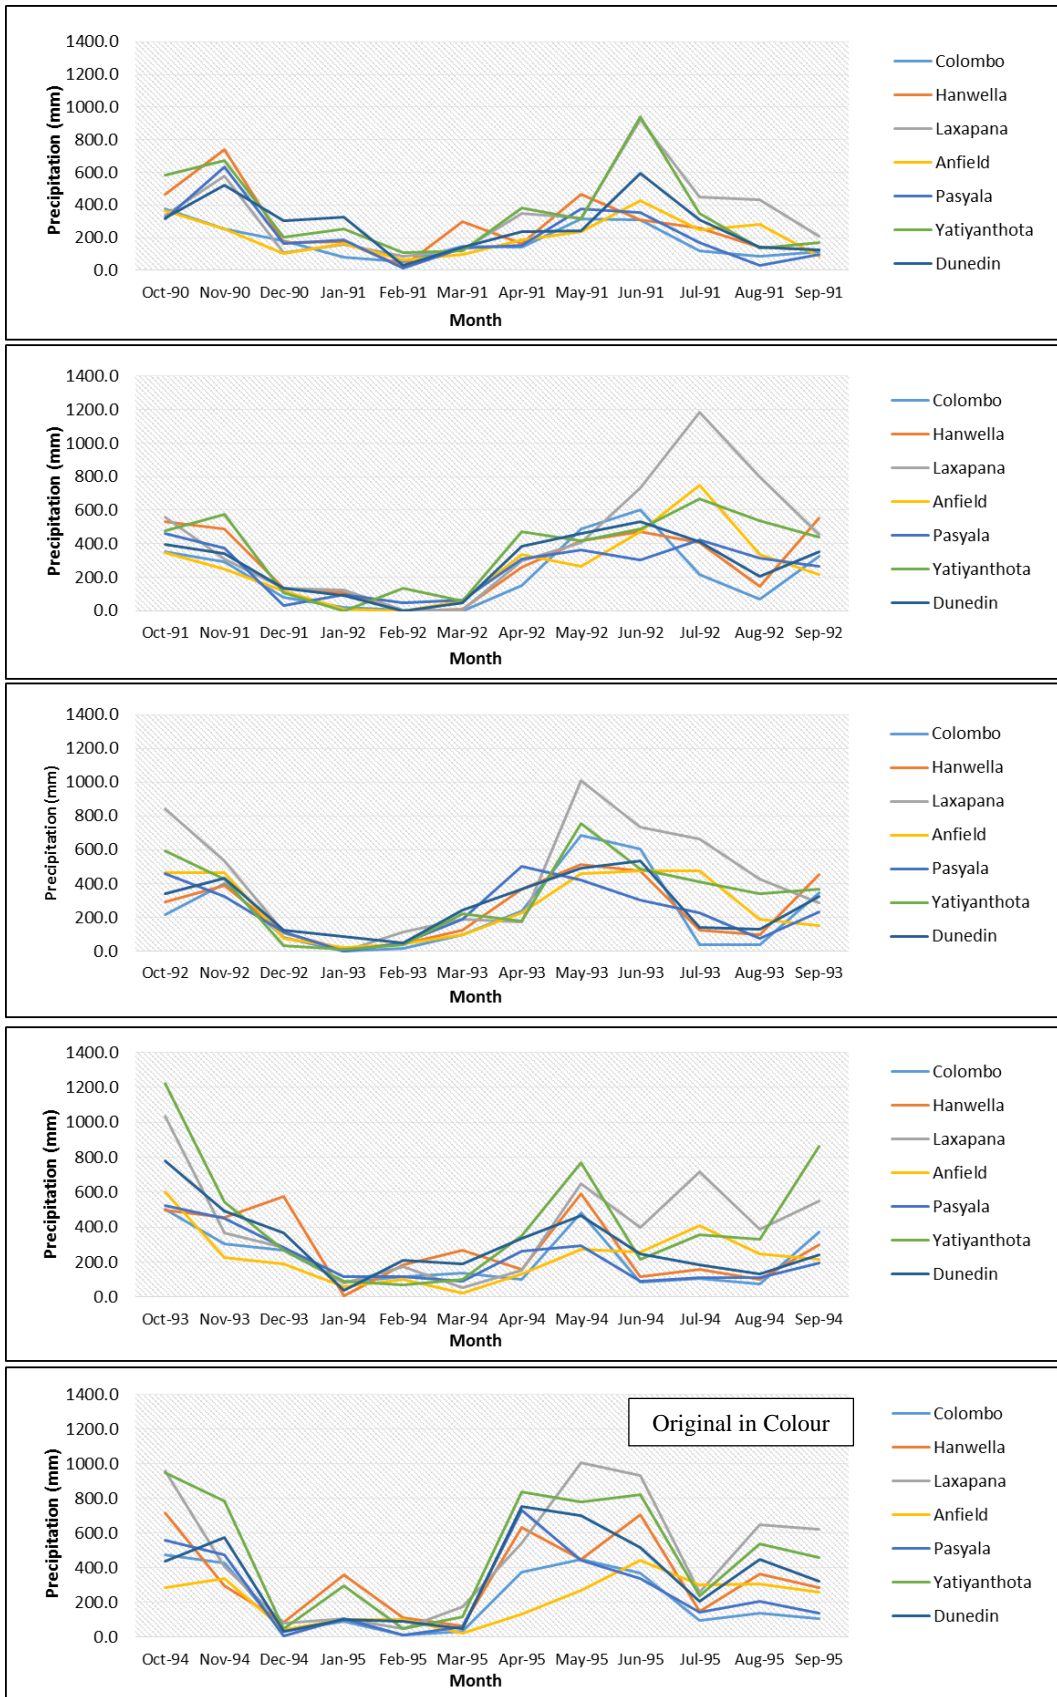 1400.0
1200.0
1000.0
800.0
600.0
400.0
200.0
0.0
Precipitation (mm)
Oct-90 Nov-90 Dec-90 Jan-91 Feb-91 Mar-91 Apr-91 May-91 Jun-91 Jul-91 Aug-91 Sep-91
Month
Colombo
Hanwella
Laxapana
Anfield
Pasyala
Yatiyanthota
Dunedin
1400.0
1200.0
1000.0
800.0
600.0
400.0
200.0
0.0
Precipitation (mm)
Oct-91 Nov-91 Dec-91 Jan-92 Feb-92 Mar-92 Apr-92 May-92 Jun-92 Jul-92 Aug-92 Sep-92
Month
Colombo
Hanwella
Laxapana
Anfield
Pasyala
Yatiyanthota
Dunedin
1400.0
1200.0
1000.0
800.0
600.0
400.0
200.0
0.0
Precipitation (mm)
Oct-92 Nov-92 Dec-92 Jan-93 Feb-93 Mar-93 Apr-93 May-93 Jun-93 Jul-93 Aug-93 Sep-93
Month
Colombo
Hanwella
Laxapana
Anfield
Pasyala
Yatiyanthota
Dunedin
1400.0
1200.0
1000.0
800.0
600.0
400.0
200.0
0.0
Precipitation (mm)
Oct-93 Nov-93 Dec-93 Jan-94 Feb-94 Mar-94 Apr-94 May-94 Jun-94 Jul-94 Aug-94 Sep-94
Month
Colombo
Hanwella
Laxapana
Anfield
Pasyala
Yatiyanthota
Dunedin
1400.0
1200.0
1000.0
800.0
600.0
400.0
200.0
0.0
Precipitation (mm)
Oct-94 Nov-94 Dec-94 Jan-95 Feb-95 Mar-95 Apr-95 May-95 Jun-95 Jul-95 Aug-95 Sep-95
Month
Original in Colour
Colombo
Hanwella
Laxapana
Anfield
Pasyala
Yatiyanthota
Dunedin